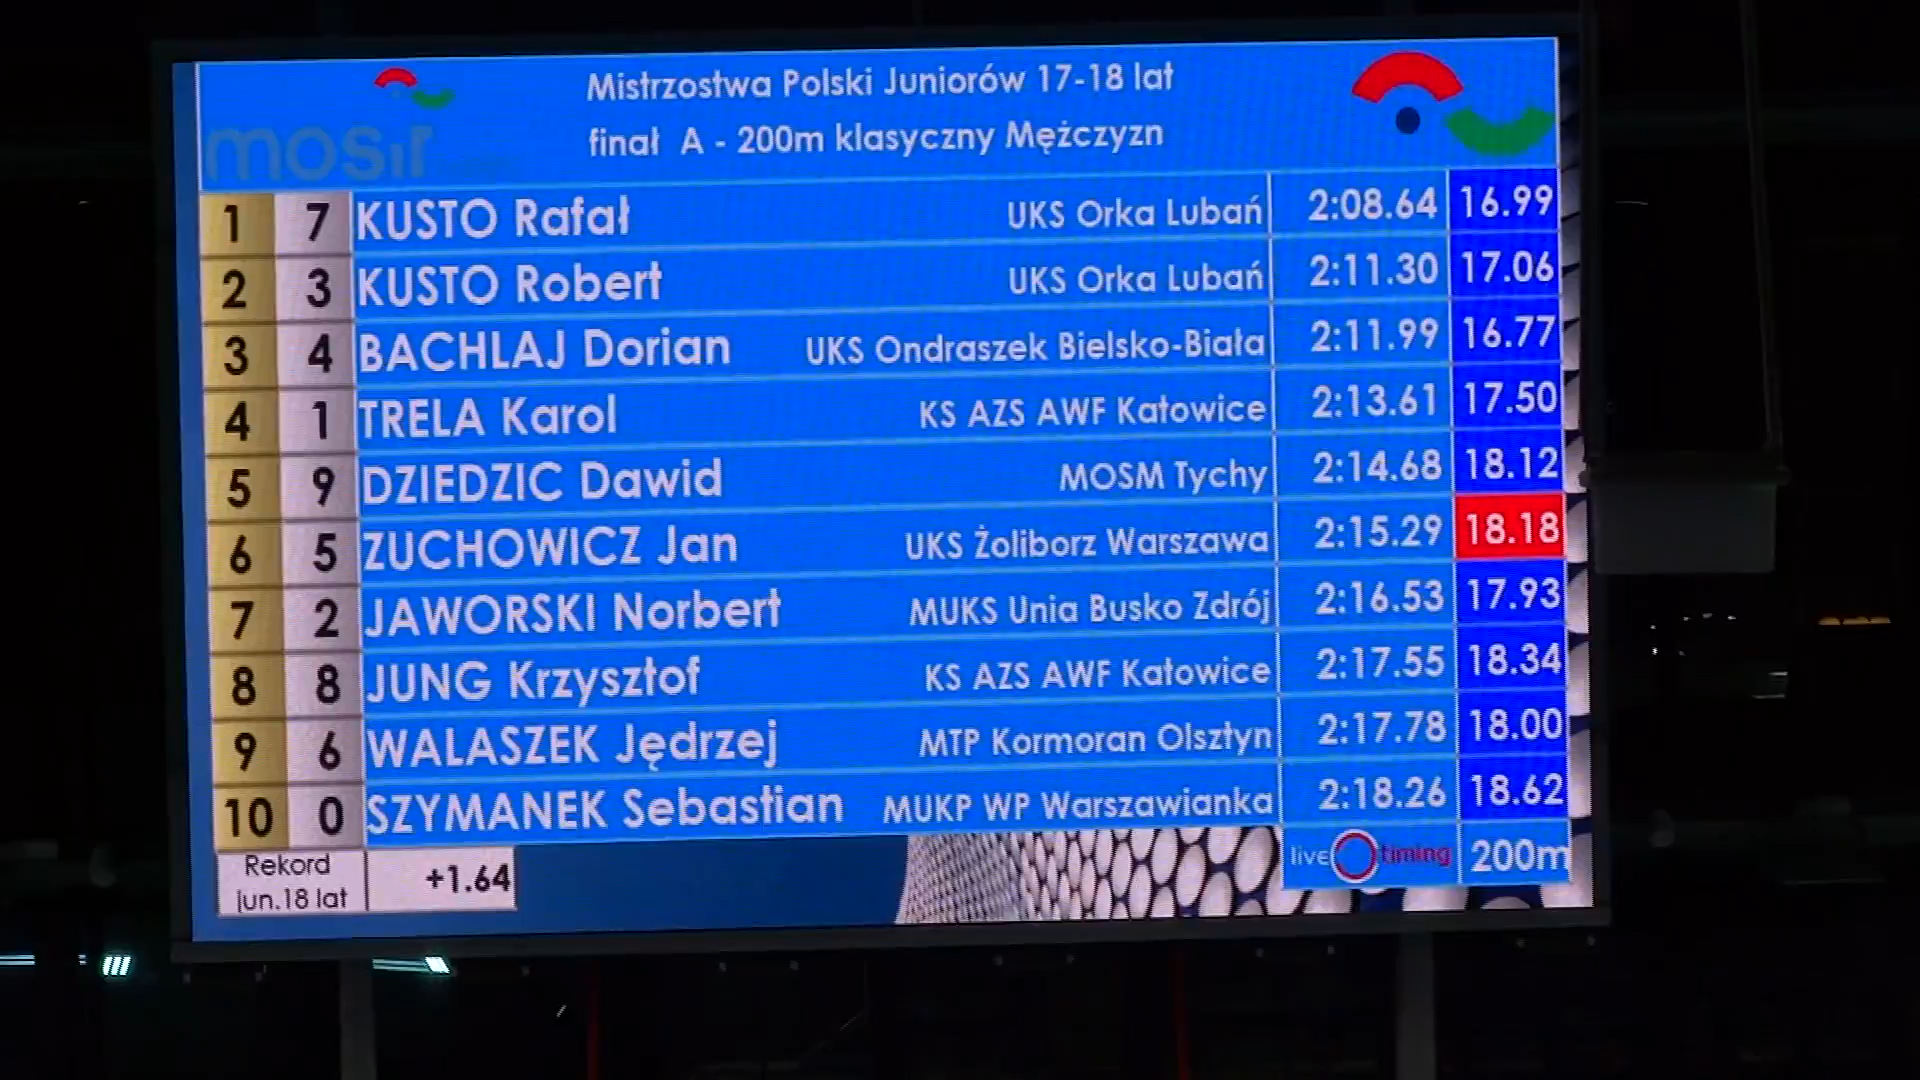 mosir
Mistrzostwa Polski Juniorów 17-18 lat
finał A - 200m klasyczny Mężczyzn
1 7 KUSTO Rafał UKS Orka Lubań 2:08.64 16.99
2 3 KUSTO Robert UKS Orka Lubań 2:11.30 17.06
3 4 BACHLAJ Dorian UKS Ondraszek Bielsko-Biała 2:11.99 16.77
4 1 TRELA Karol KS AZS AWF Katowice 2:13.61 17.50
5 9 DZIEDZIC Dawid MOSM Tychy 2:14.68 18.12
6 5 ZUCHOWICZ Jan UKS Żoliborz Warszawa 2:15.29 18.18
7 2 JAWORSKI Norbert MUKS Unia Busko Zdrój 2:16.53 17.93
8 8 JUNG Krzysztof KS AZS AWF Katowice 2:17.55 18.34
9 6 WALASZEK Jędrzej MTP Kormoran Olsztyn 2:17.78 18.00
10 0 SZYMANEK Sebastian MUKP WP Warszawianka 2:18.26 18.62
Rekord
jun.18 lat
+1.64
live timing 200m